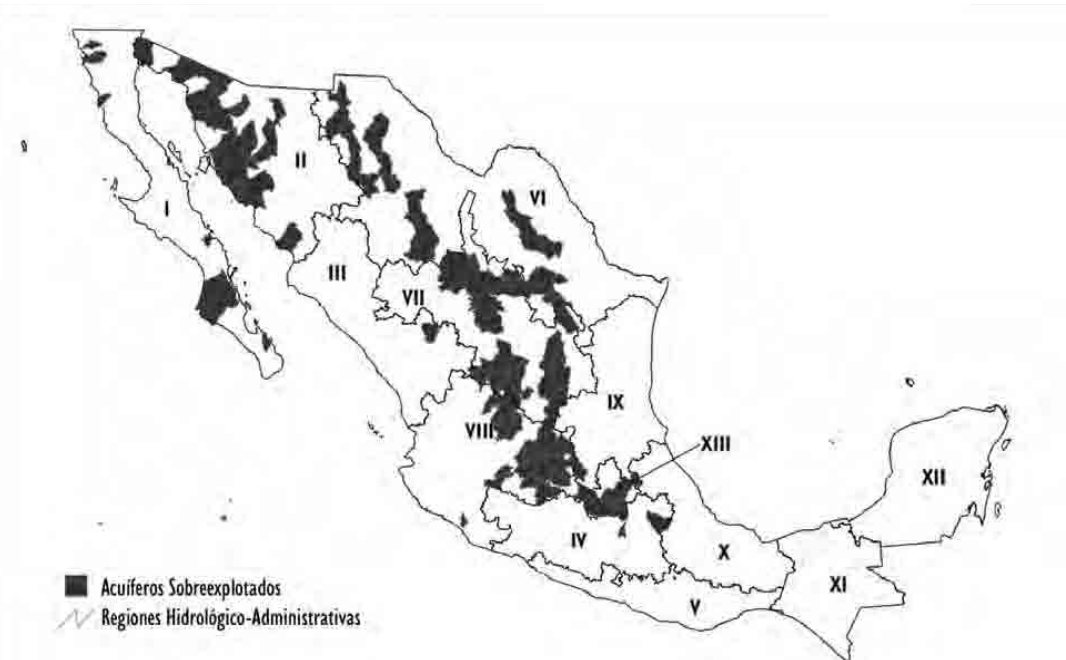 II
VI
I
III
VII
IX
VIII
XIII
XII
IV
X
XI
V
Acuíferos Sobreexplotados
Regiones Hidrológico-Administrativas